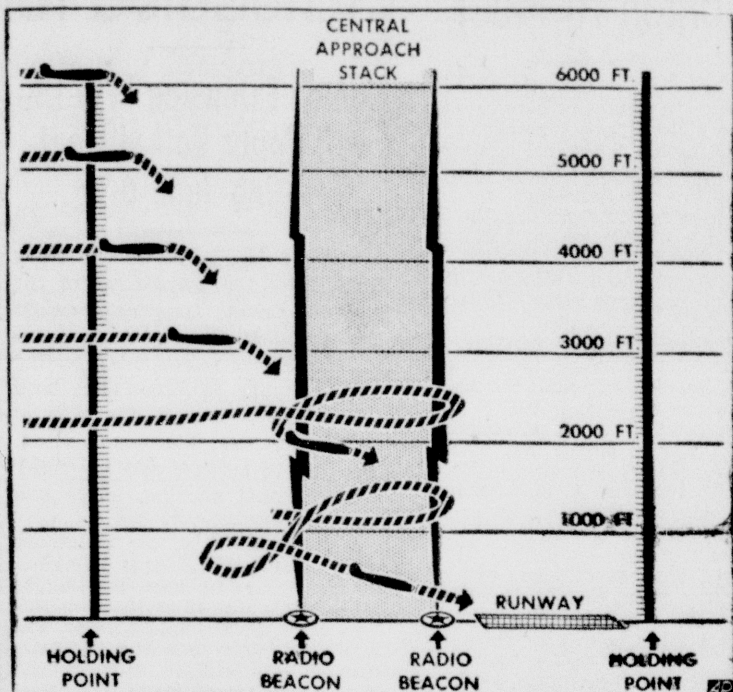 CENTRAL
APPROACH
STACK
6000 FT.
5000 FT.
4000 FT.
3000 FT.
2000 FT.
1000 FT
RUNWAY
HOLDING
POINT
RADIO
BEACON
RADIO
BEACON
HOLDING
POINT